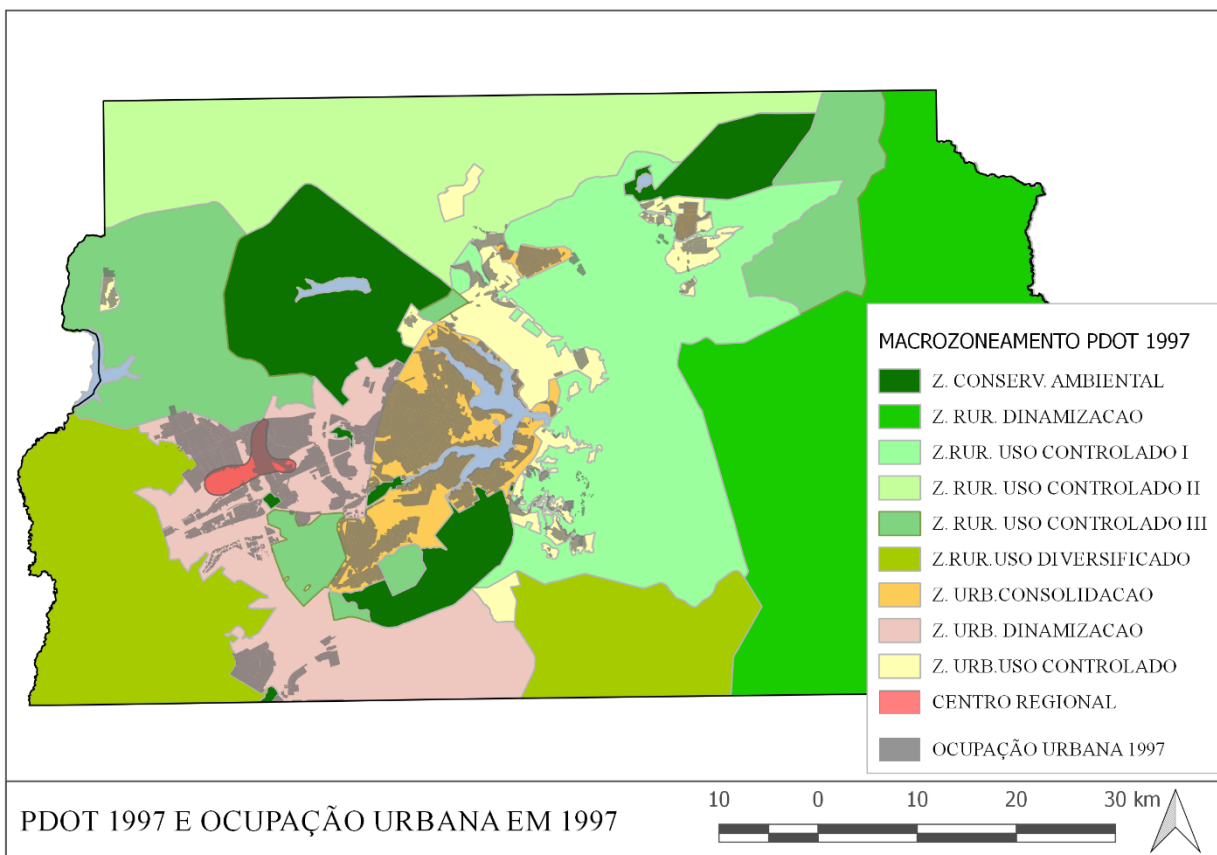 MACROZONEAMENTO PDOT 1997
Z. CONSERV. AMBIENTAL
Z. RUR. DINAMIZACAO
Z.RUR. USO CONTROLADO I
Z. RUR. USO CONTROLADO II
Z. RUR. USO CONTROLADO III
Z.RUR.USO DIVERSIFICADO
Z. URB.CONSOLIDACAO
Z. URB. DINAMIZACAO
Z. URB.USO CONTROLADO
CENTRO REGIONAL
OCUPAÇÃO URBANA 1997
PDOT 1997 E OCUPAÇÃO URBANA EM 1997
10 0 10 20 30 km